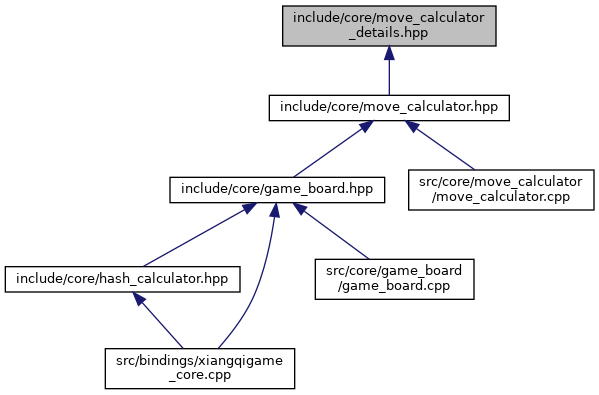 include/core/move_calculator
_details.hpp
include/core/move_calculator.hpp
include/core/game_board.hpp
src/core/move_calculator
/move_calculator.cpp
include/core/hash_calculator.hpp
src/core/game_board
/game_board.cpp
src/bindings/xiangqigame
_core.cpp